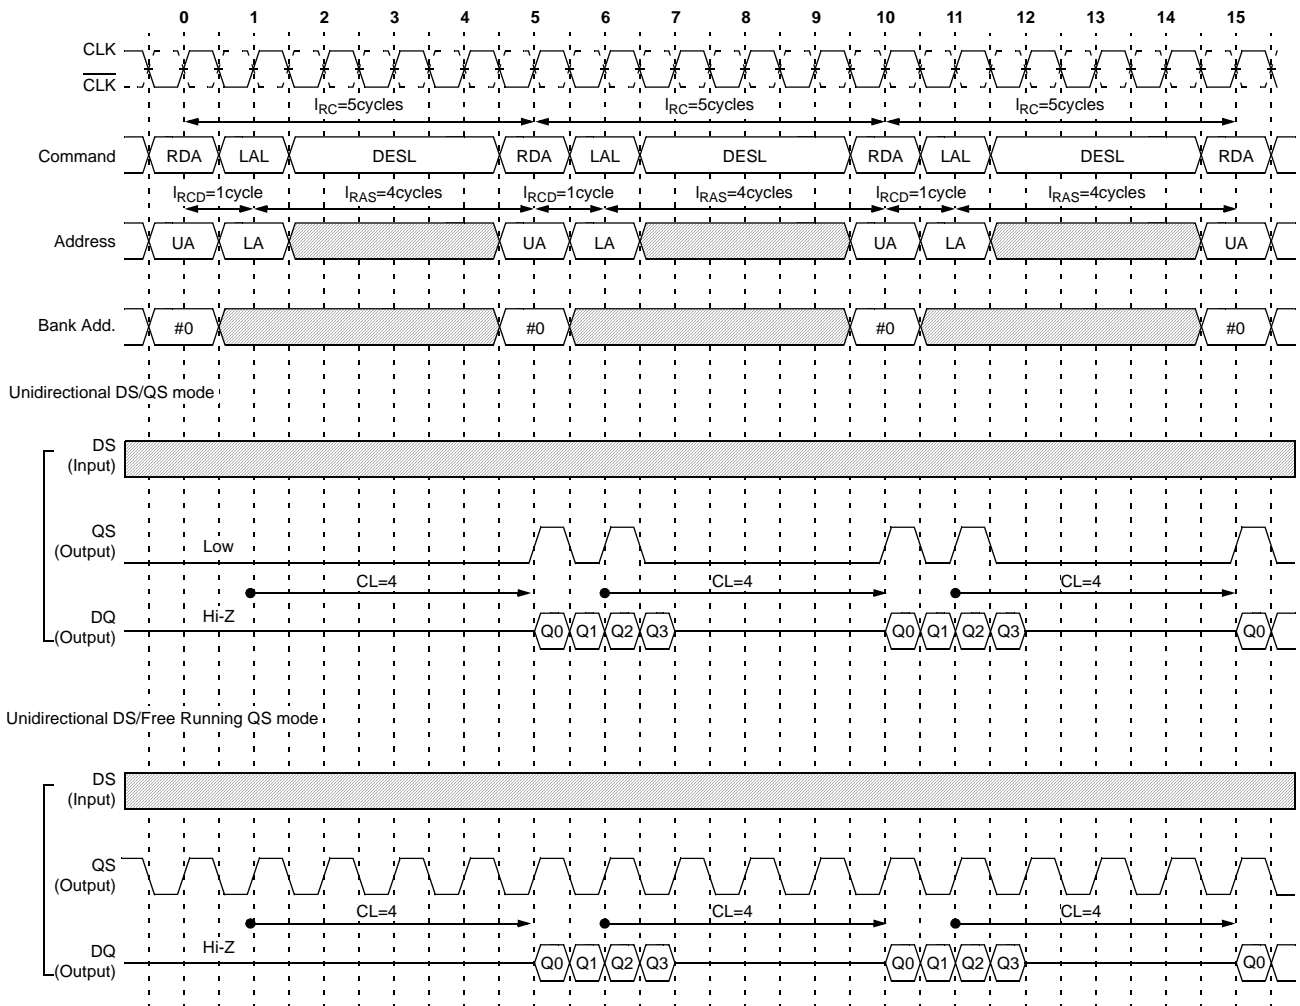 0 1 2 3 4 5 6 7 8 9 10 11 12 13 14 15
CLK
CLK
IRC=5cycles IRC=5cycles IRC=5cycles
Command RDA LAL DESL RDA LAL DESL RDA LAL DESL RDA
IRCD=1cycle IRAS=4cycles IRCD=1cycle IRAS=4cycles IRCD=1cycle IRAS=4cycles
Address UA LA UA LA UA LA UA
Bank Add. #0 #0 #0 #0
Unidirectional DS/QS mode
DS
(Input)
QS
(Output) Low
CL=4 CL=4 CL=4
DQ
(Output) Hi-Z Q0 Q1 Q2 Q3 Q0 Q1 Q2 Q3 Q0
Unidirectional DS/Free Running QS mode
DS
(Input)
QS
(Output)
CL=4 CL=4 CL=4
DQ
(Output) Hi-Z Q0 Q1 Q2 Q3 Q0 Q1 Q2 Q3 Q0